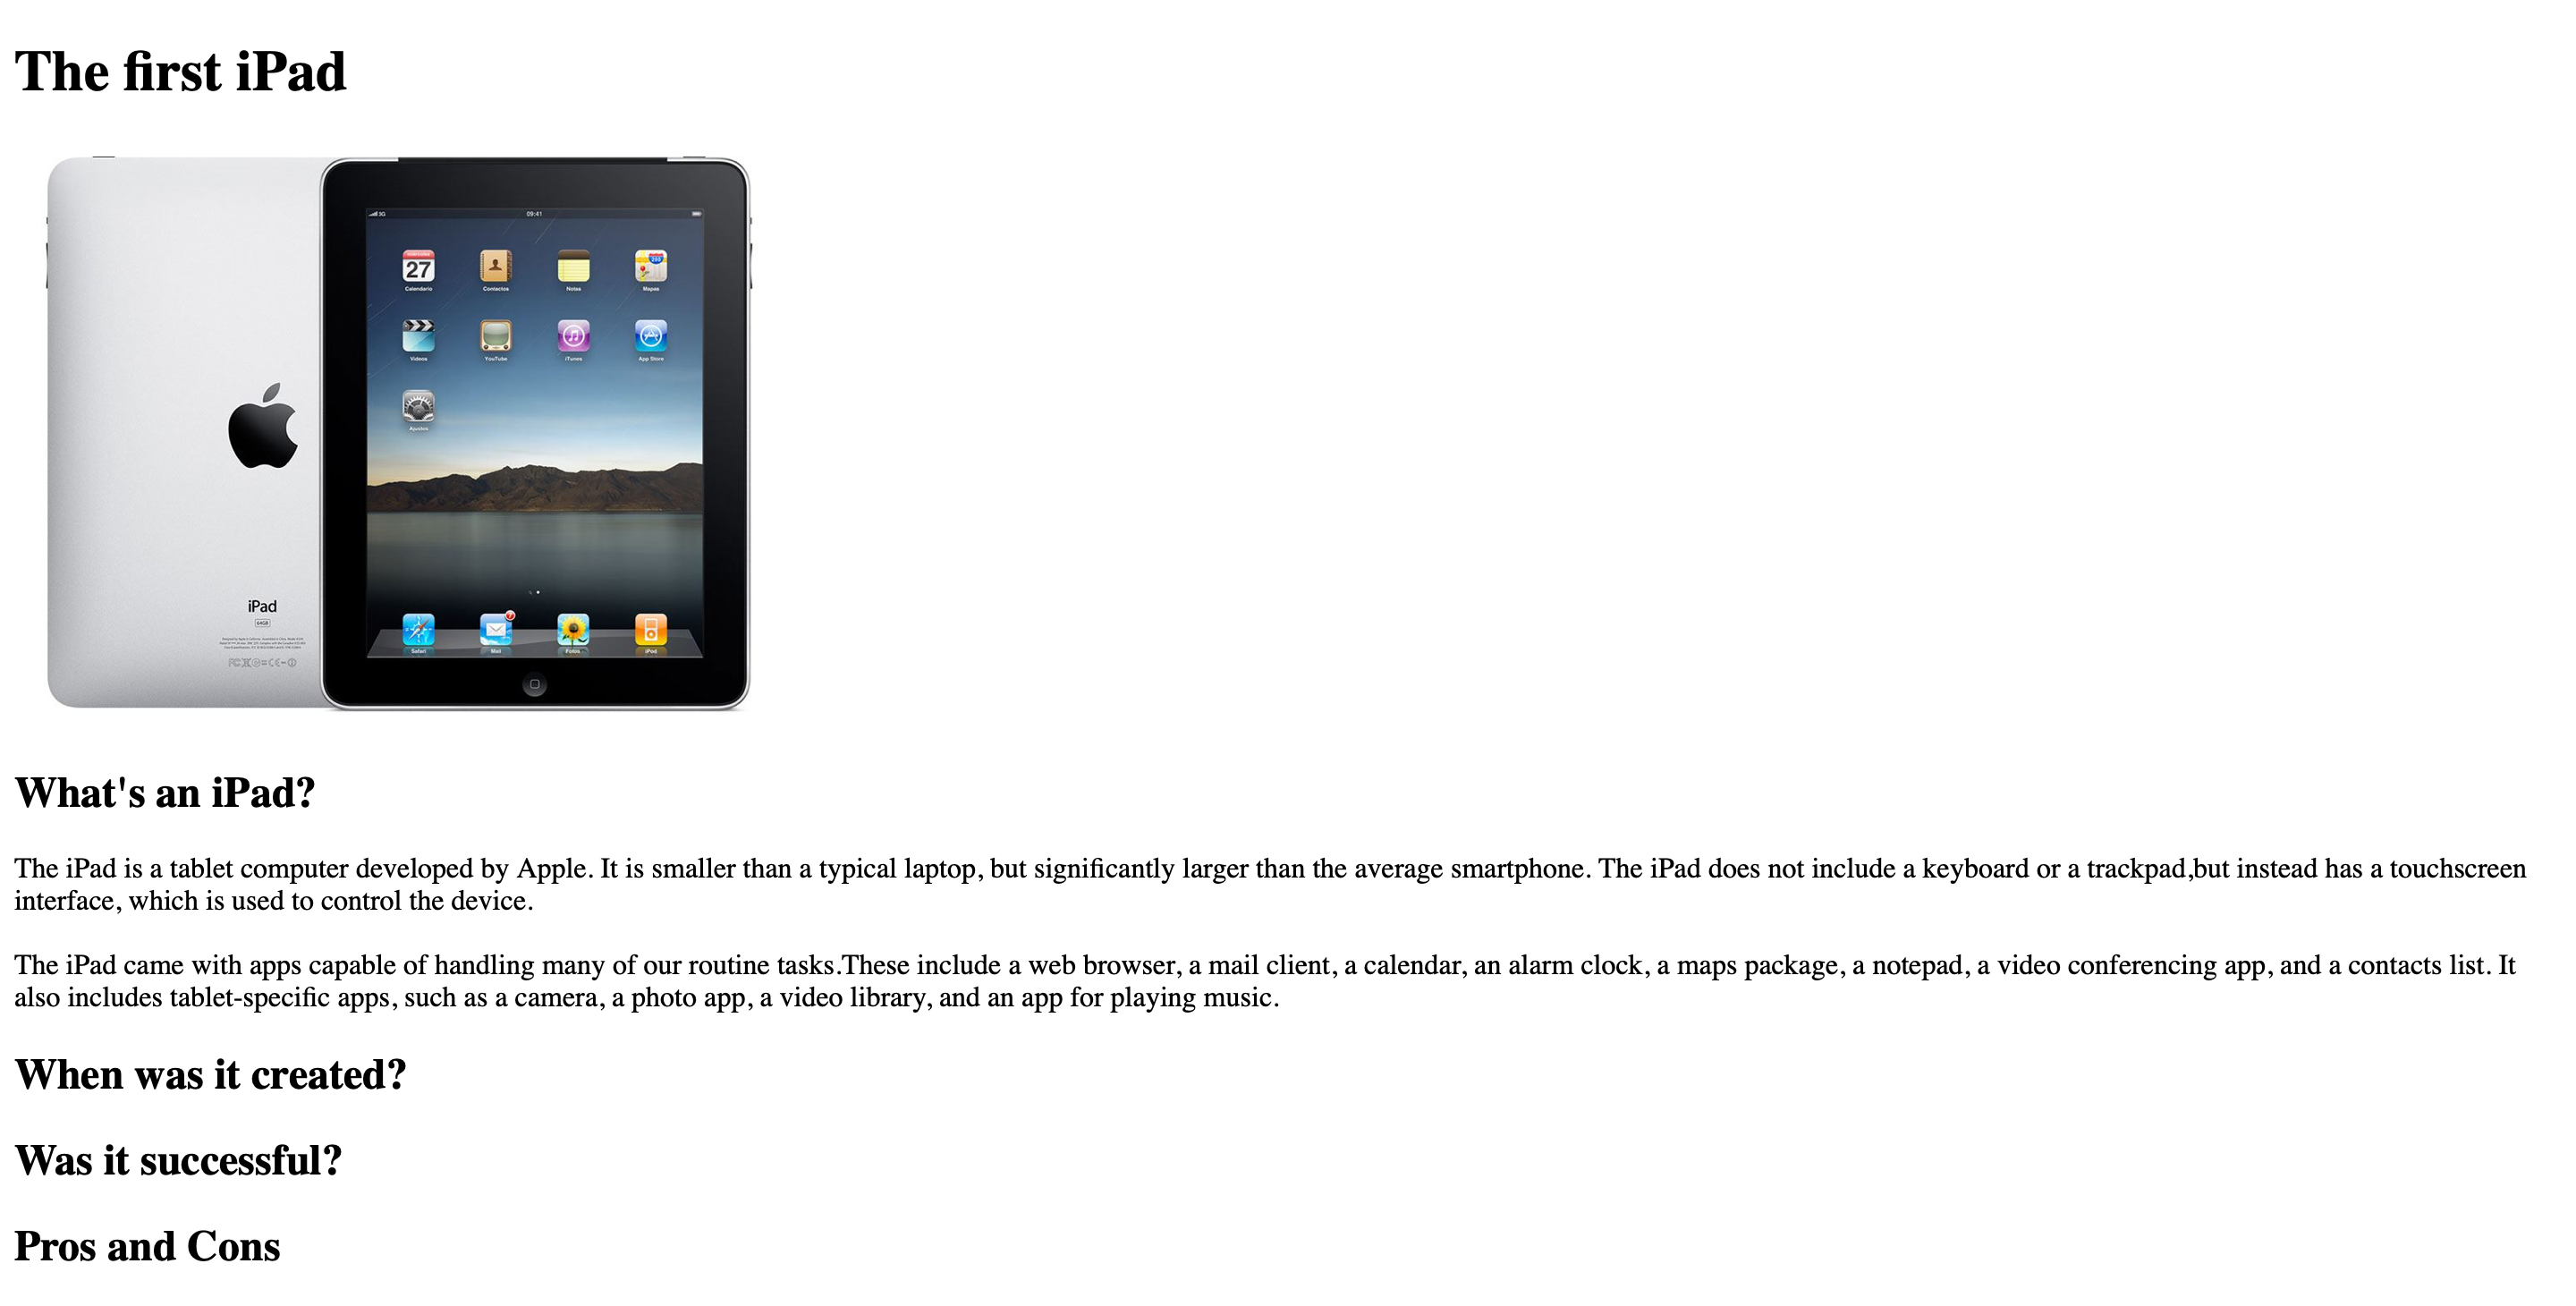 The first iPad
3G
09:41
27
Calendario
Contactos
Notas
Mapas
Videos
YouTube
iTunes
App Store
Ajustes
iPad
64GB
Safari
Mail
Fotos
iPod
What's an iPad?
The iPad is a tablet computer developed by Apple. It is smaller than a typical laptop, but significantly larger than the average smartphone. The iPad does not include a keyboard or a trackpad,but instead has a touchscreen
interface, which is used to control the device.
The iPad came with apps capable of handling many of our routine tasks.These include a web browser, a mail client, a calendar, an alarm clock, a maps package, a notepad, a video conferencing app, and a contacts list. It
also includes tablet-specific apps, such as a camera, a photo app, a video library, and an app for playing music.
When was it created?
Was it successful?
Pros and Cons